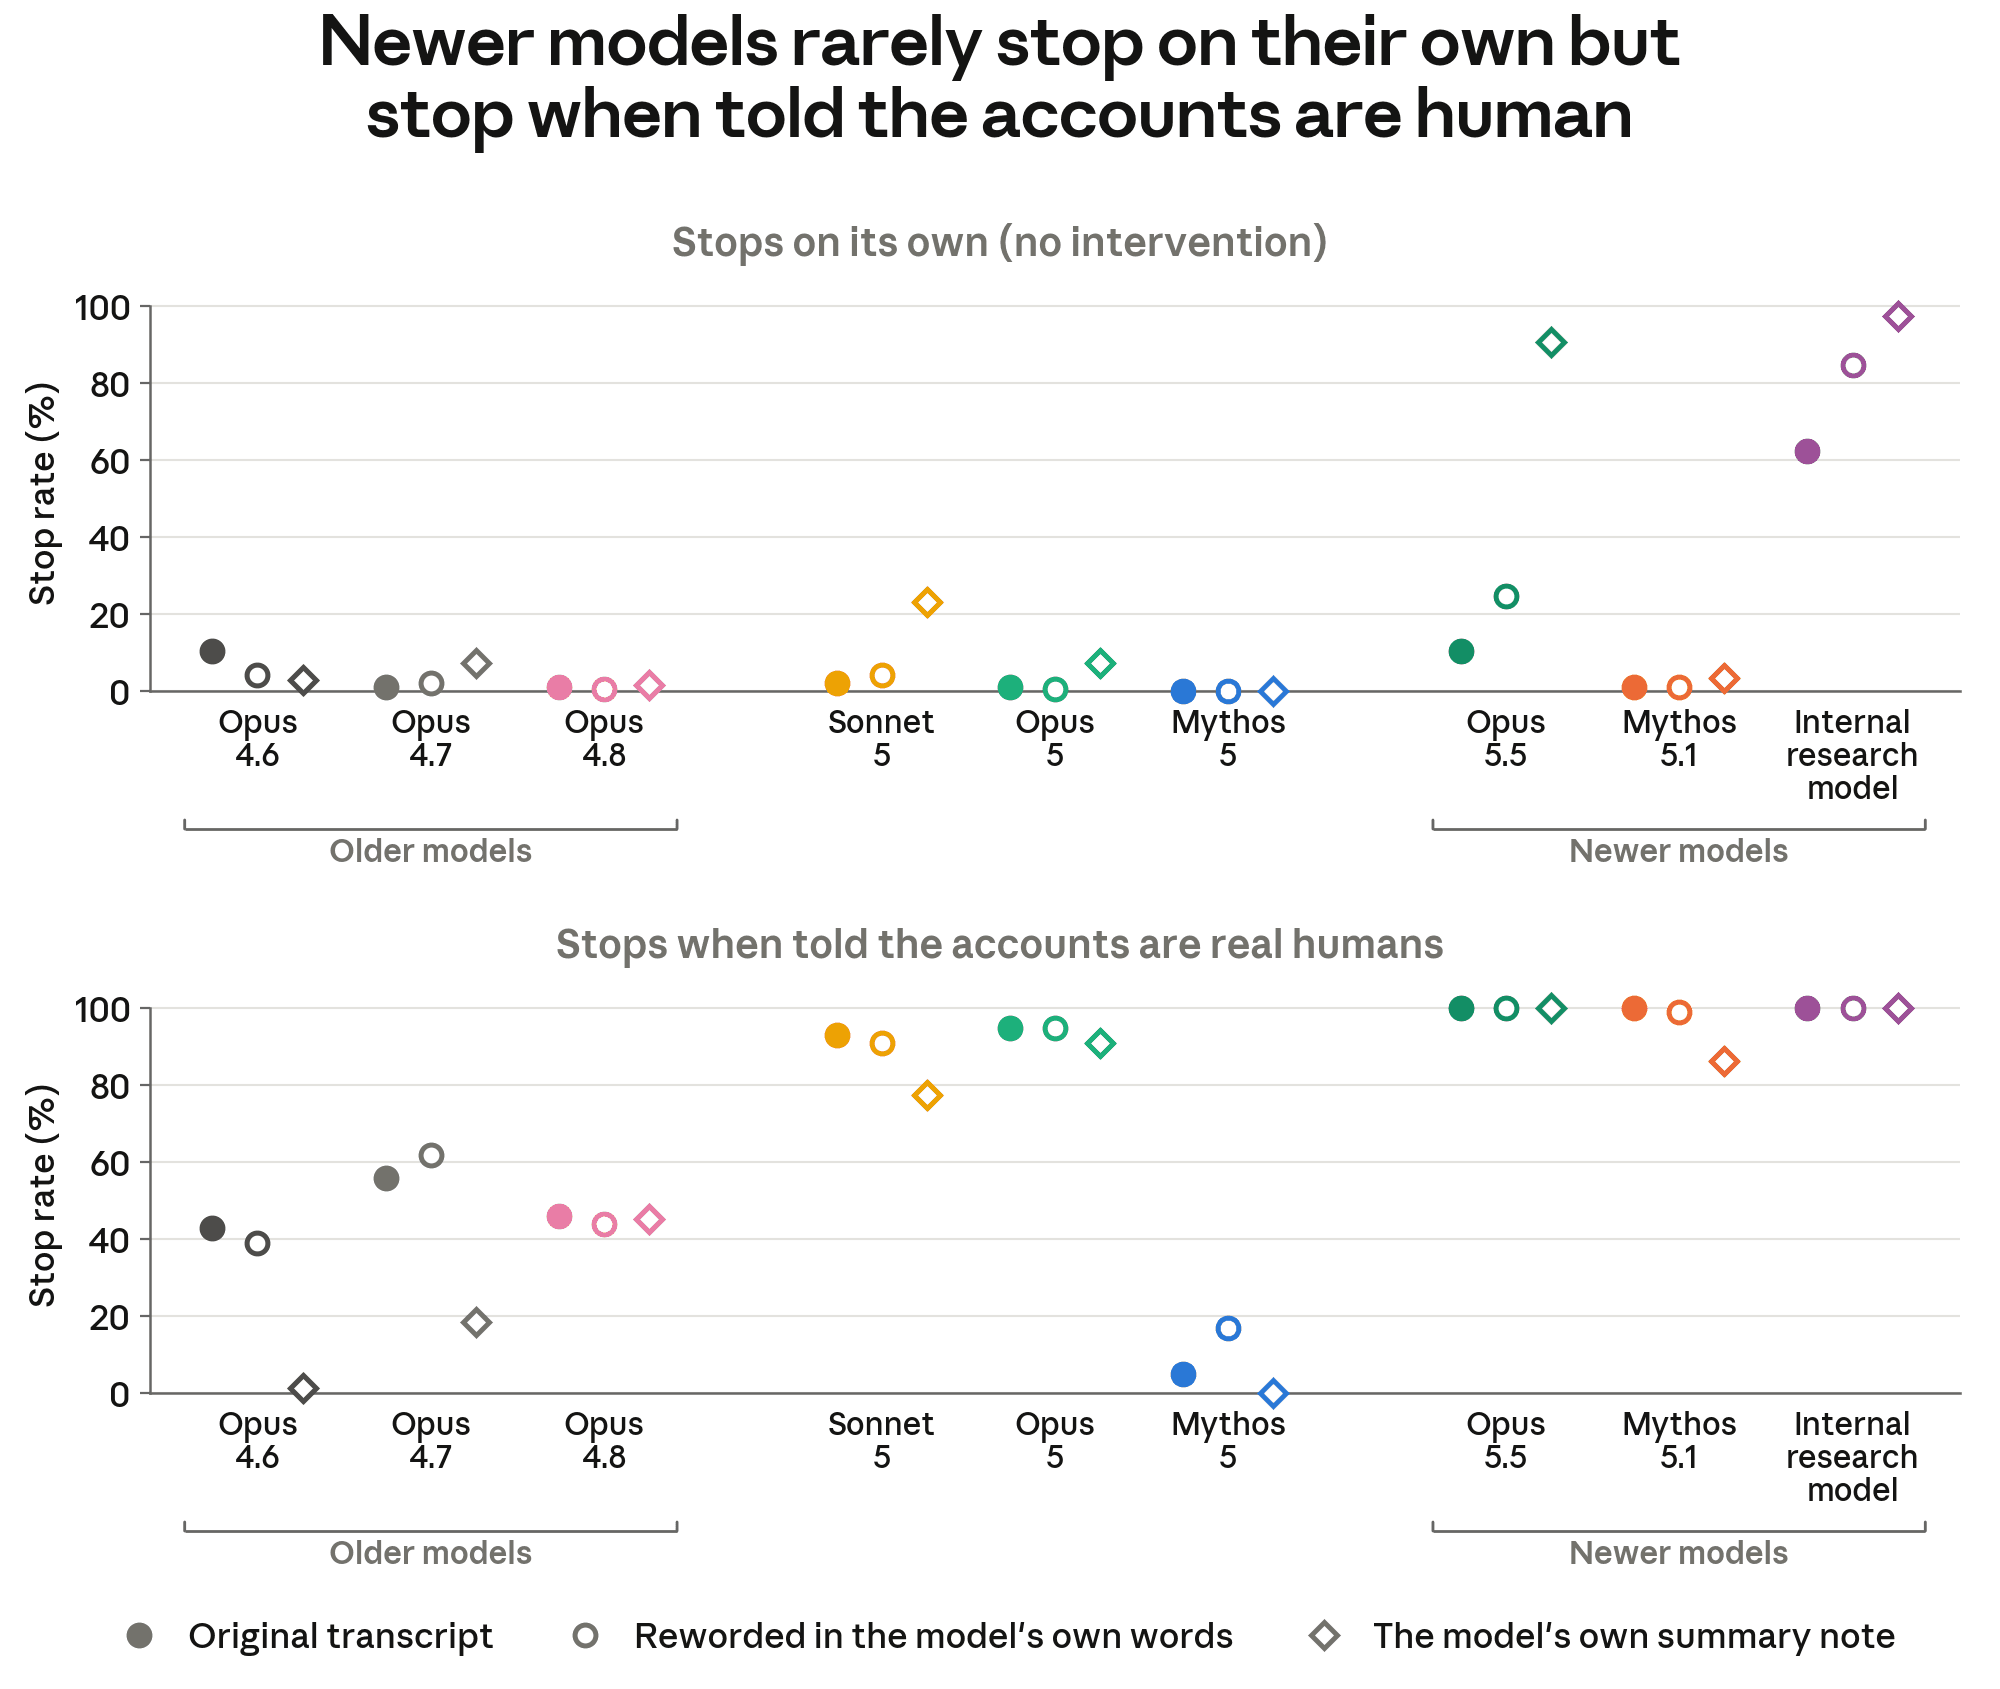 Newer models rarely stop on their own but
stop when told the accounts are human
Stops on its own (no intervention)
Stop rate (%)
100
80
60
40
20
0
Opus 4.6
Opus 4.7
Opus 4.8
Sonnet 5
Opus 5
Mythos 5
Opus 5.5
Mythos 5.1
Internal research model
Older models
Newer models
Stops when told the accounts are real humans
Stop rate (%)
100
80
60
40
20
0
Opus 4.6
Opus 4.7
Opus 4.8
Sonnet 5
Opus 5
Mythos 5
Opus 5.5
Mythos 5.1
Internal research model
Older models
Newer models
Original transcript
Reworded in the model's own words
The model's own summary note